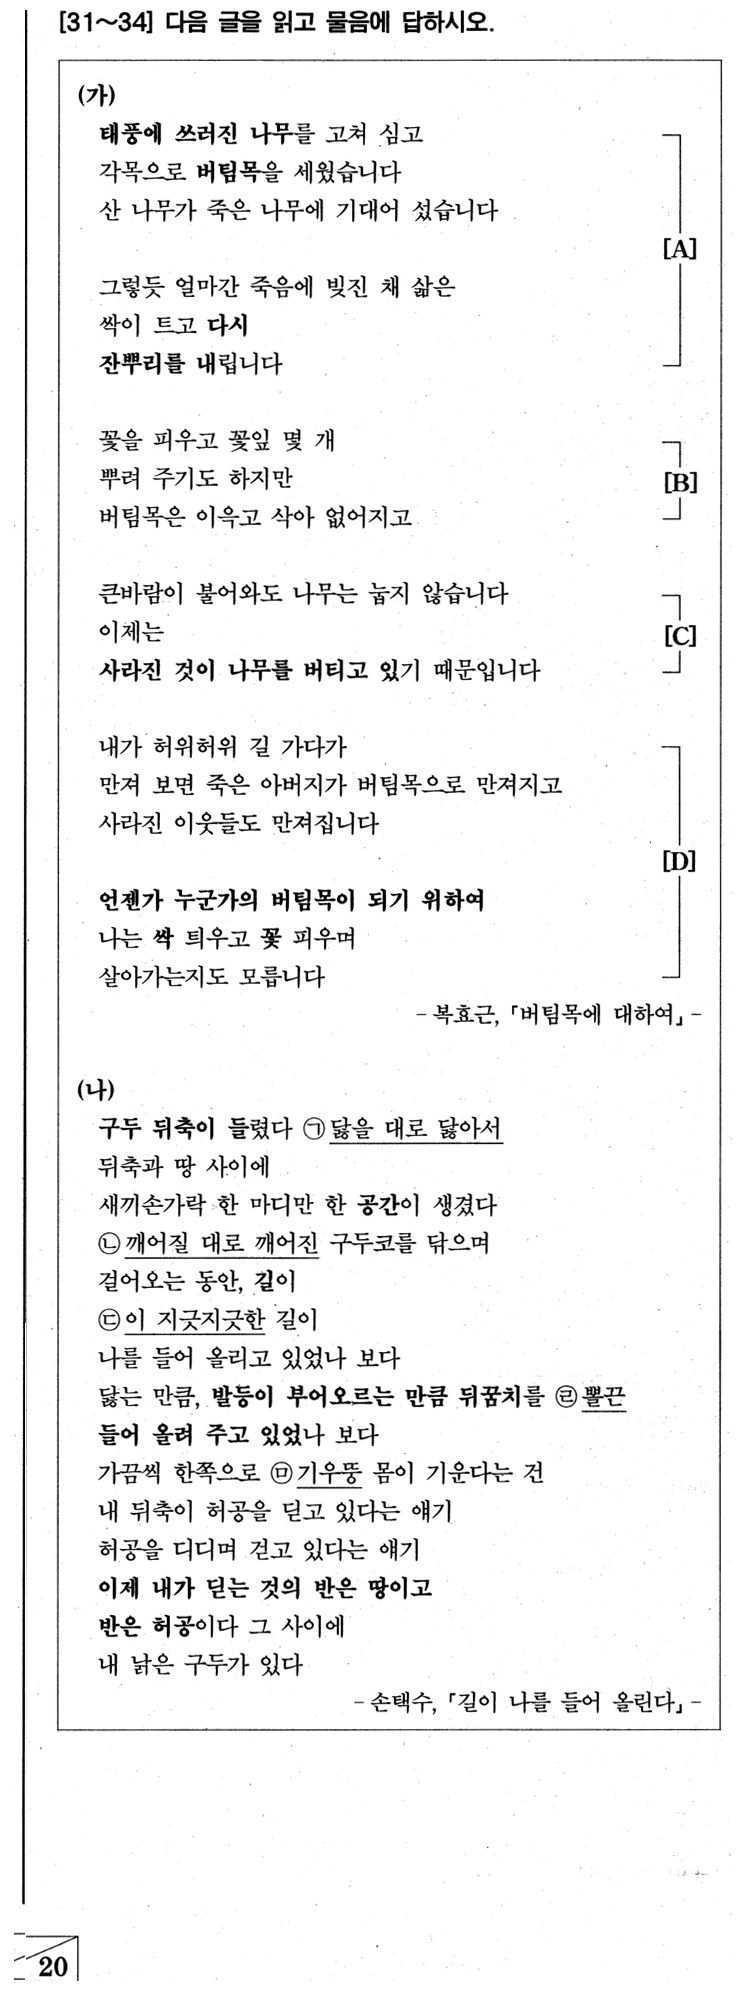 [31~34] 다음 글을 읽고 물음에 답하시오.
(가)
태풍에 쓰러진 나무를 고쳐 심고
각목으로 버팀목을 세웠습니다
산 나무가 죽은 나무에 기대어 섰습니다
[A]
그렇듯 얼마간 죽음에 빚진 채 삶은
싹이 트고 다시
잔뿌리를 내립니다
꽃을 피우고 꽃잎 몇 개
뿌려 주기도 하지만
[B]
버팀목은 이윽고 삭아 없어지고
큰바람이 불어와도 나무는 눕지 않습니다
이제는
[C]
사라진 것이 나무를 버티고 있기 때문입니다
내가 허위허위 길 가다가
만져 보면 죽은 아버지가 버팀목으로 만져지고
사라진 이웃들도 만져집니다
[D]
언젠가 누군가의 버팀목이 되기 위하여
나는 싹 틔우고 꽃 피우며
살아가는지도 모릅니다
- 복효근, 「버팀목에 대하여」 -
(나)
구두 뒤축이 들렸다 ㉠닳을 대로 닳아서
뒤축과 땅 사이에
새끼손가락 한 마디만 한 공간이 생겼다
㉡깨어질 대로 깨어진 구두코를 닦으며
걸어오는 동안, 길이
㉢이 지긋지긋한 길이
나를 들어 올리고 있었나 보다
닳는 만큼, 발등이 부어오르는 만큼 뒤꿈치를 ㉣뽈끈
들어 올려 주고 있었나 보다
가끔씩 한쪽으로 ㉤기우뚱 몸이 기운다는 건
내 뒤축이 허공을 딛고 있다는 얘기
허공을 디디며 걷고 있다는 얘기
이제 내가 딛는 것의 반은 땅이고
반은 허공이다 그 사이에
내 낡은 구두가 있다
- 손택수, 「길이 나를 들어 올린다」 -
20